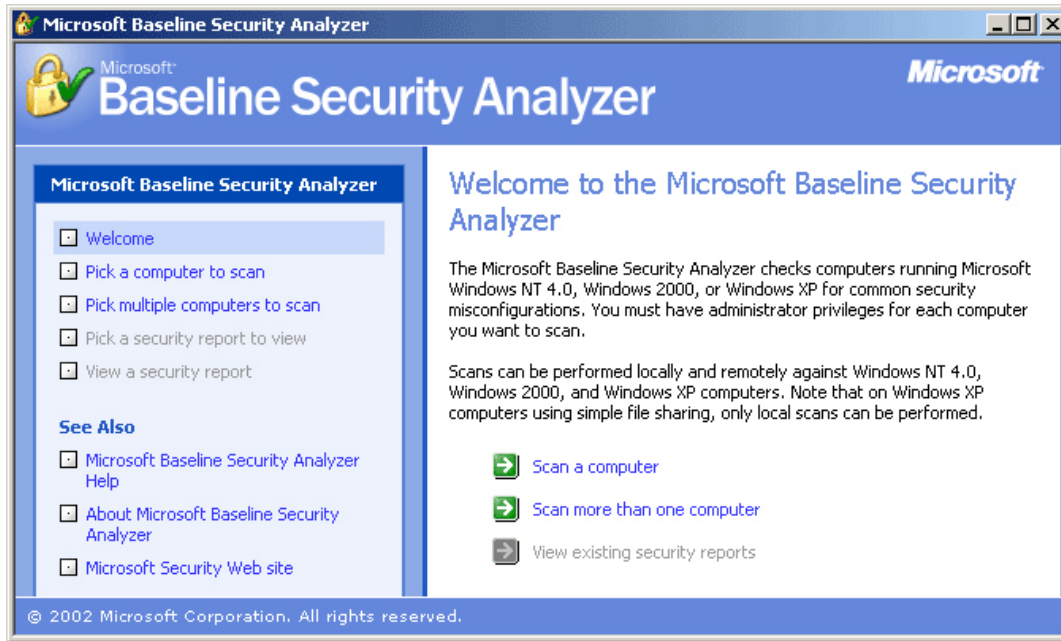 Microsoft Baseline Security Analyzer
Microsoft
Baseline Security Analyzer
Microsoft
Microsoft Baseline Security Analyzer
Welcome
Pick a computer to scan
Pick multiple computers to scan
Pick a security report to view
View a security report
See Also
Microsoft Baseline Security Analyzer
Help
About Microsoft Baseline Security
Analyzer
Microsoft Security Web site
Welcome to the Microsoft Baseline Security
Analyzer
The Microsoft Baseline Security Analyzer checks computers running Microsoft
Windows NT 4.0, Windows 2000, or Windows XP for common security
misconfigurations. You must have administrator privileges for each computer
you want to scan.
Scans can be performed locally and remotely against Windows NT 4.0,
Windows 2000, and Windows XP computers. Note that on Windows XP
computers using simple file sharing, only local scans can be performed.
Scan a computer
Scan more than one computer
View existing security reports
© 2002 Microsoft Corporation. All rights reserved.